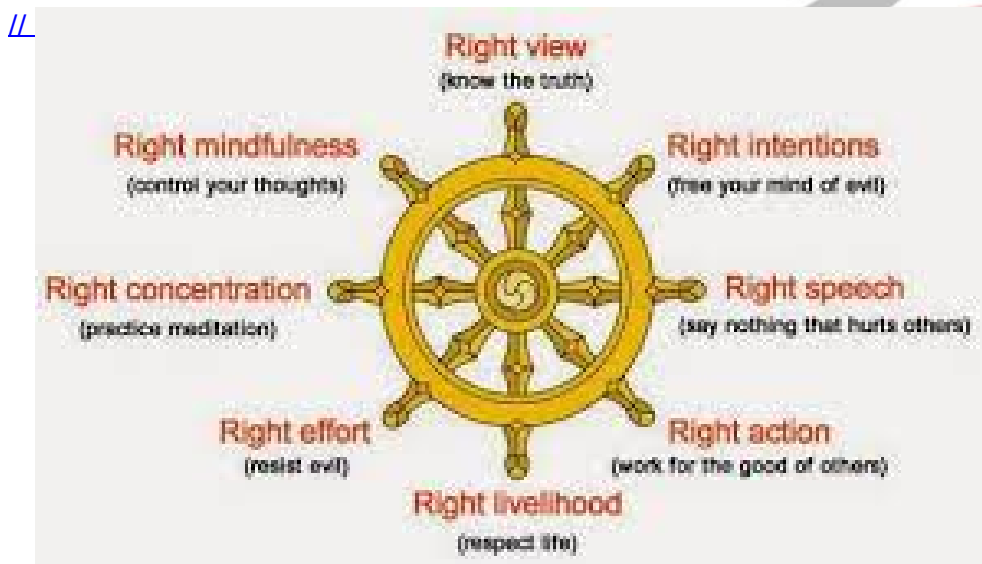 //
Right view
(know the truth)
Right mindfulness
(control your thoughts)
Right intentions
(free your mind of evil)
Right concentration
(practice meditation)
Right speech
(say nothing that hurts others)
Right effort
(resist evil)
Right action
(work for the good of others)
Right livelihood
(respect life)